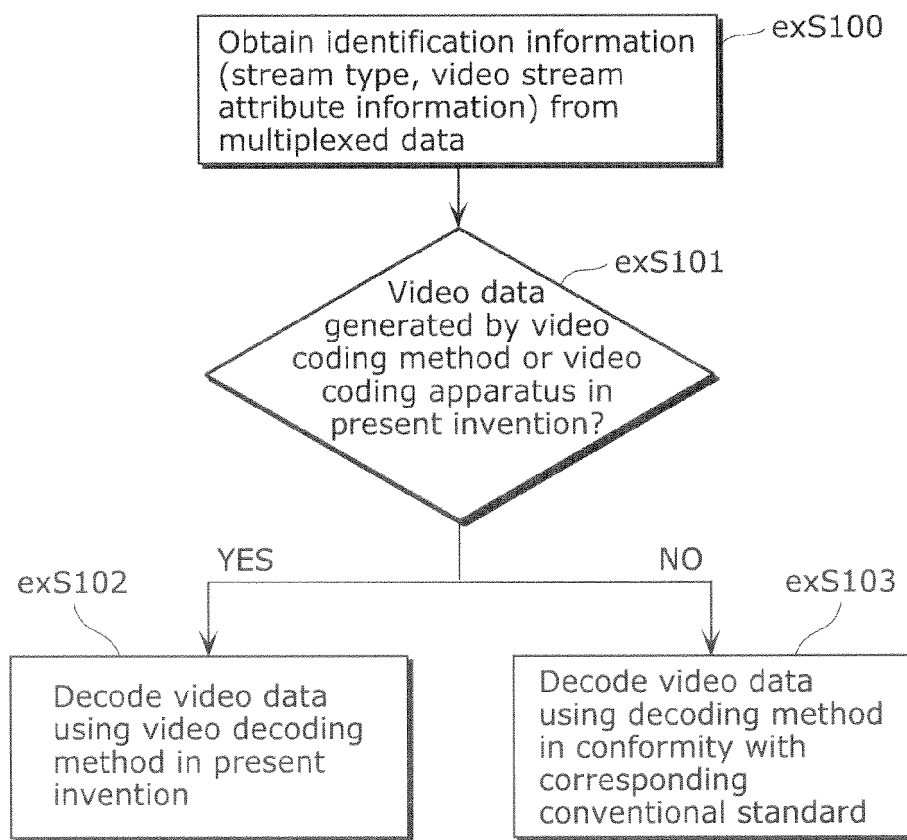 exS100
Obtain identification information
(stream type, video stream
attribute information) from
multiplexed data
exS101
Video data
generated by video
coding method or video
coding apparatus in
present invention?
YES
NO
exS102
exS103
Decode video data
using video decoding
method in present
invention
Decode video data
using decoding method
in conformity with
corresponding
conventional standard